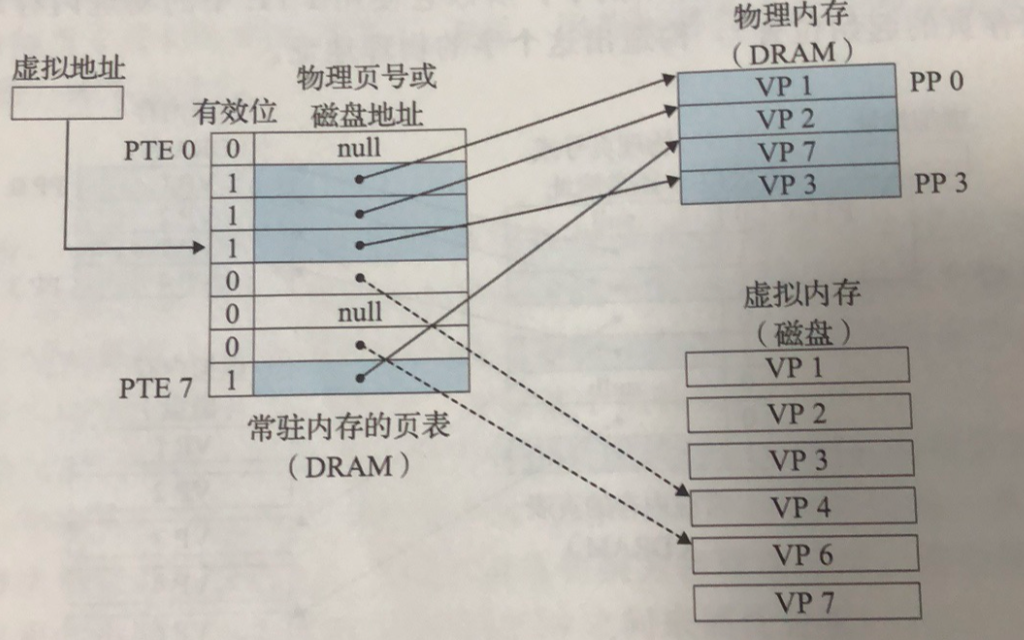 虚拟地址
有效位
物理页号或
磁盘地址
PTE 0
0
null
1
1
1
0
0
null
0
PTE 7
1
常驻内存的页表
（DRAM）
物理内存
（DRAM）
VP 1
PP 0
VP 2
VP 7
VP 3
PP 3
虚拟内存
（磁盘）
VP 1
VP 2
VP 3
VP 4
VP 6
VP 7